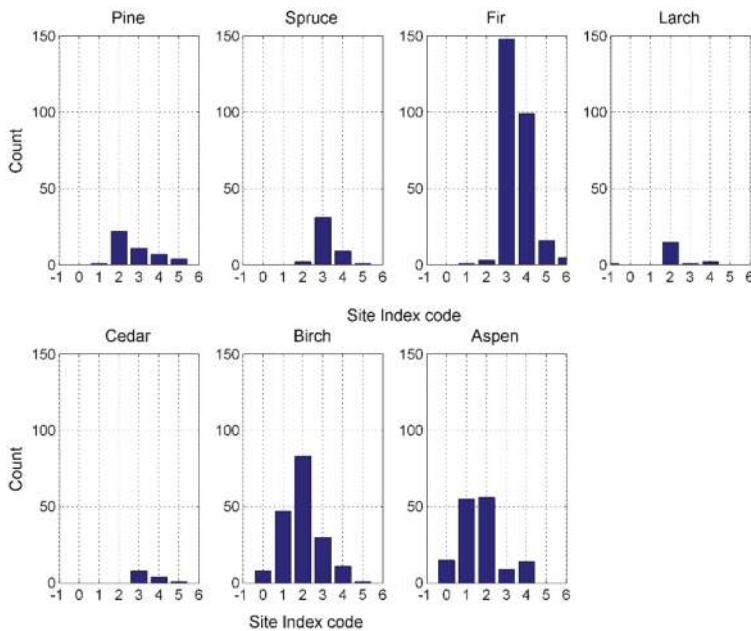 Pine Spruce Fir Larch
150 150 150 150
100 100 100 100
50 50 50 50
0 0 0 0
-1 0 1 2 3 4 5 6 -1 0 1 2 3 4 5 6 -1 0 1 2 3 4 5 6 -1 0 1 2 3 4 5 6
Count
Site Index code
Cedar Birch Aspen
150 150 150
100 100 100
50 50 50
0 0 0
-1 0 1 2 3 4 5 6 -1 0 1 2 3 4 5 6 -1 0 1 2 3 4 5 6
Count
Site Index code